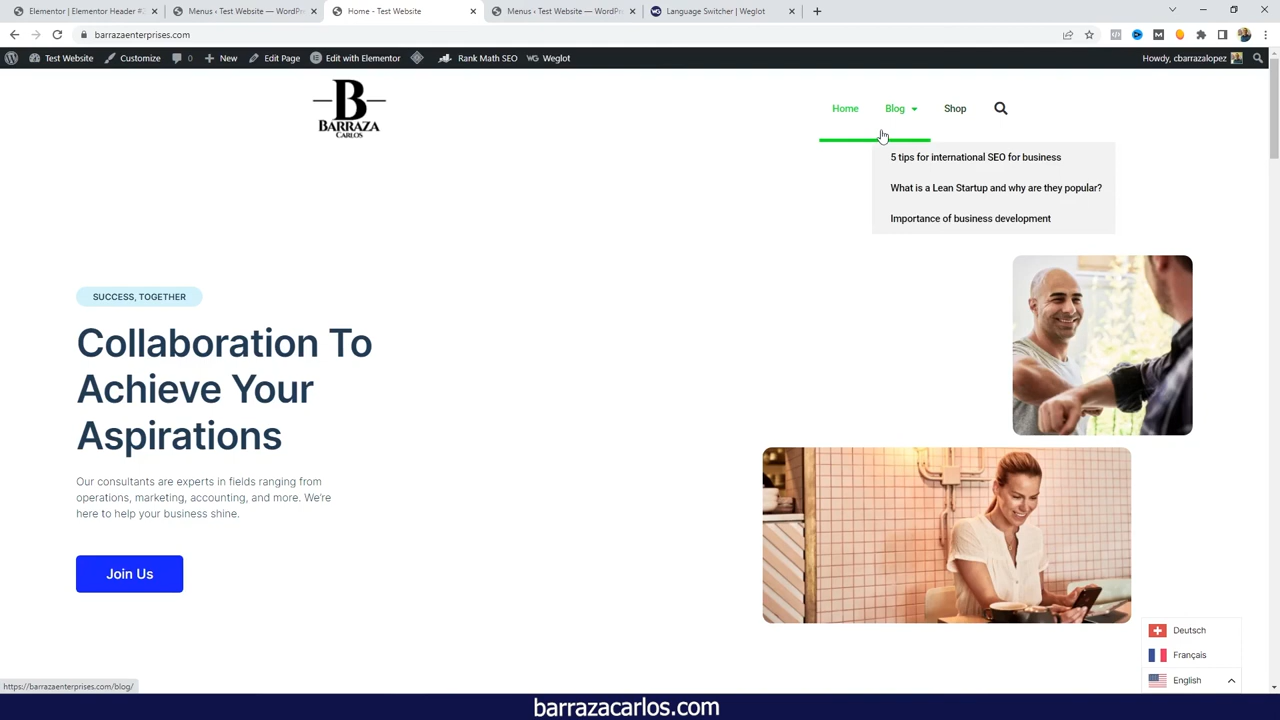 Elementor | Elementor Header #2
Menus ‹ Test Website — WordPr
Home - Test Website
Menus ‹ Test Website — WordPr
Language Switcher | Weglot
barrazaenterprises.com
Test Website
Customize
0
New
Edit Page
Edit with Elementor
Rank Math SEO
WG Weglot
Howdy, cbarrazalopez
B
BARRAZA
CARLOS
Home
Blog
Shop
5 tips for international SEO for business
What is a Lean Startup and why are they popular?
Importance of business development
SUCCESS, TOGETHER
Collaboration To
Achieve Your
Aspirations
Our consultants are experts in fields ranging from
operations, marketing, accounting, and more. We're
here to help your business shine.
Join Us
Deutsch
Français
English
https://barrazaenterprises.com/blog/
barrazacarlos.com